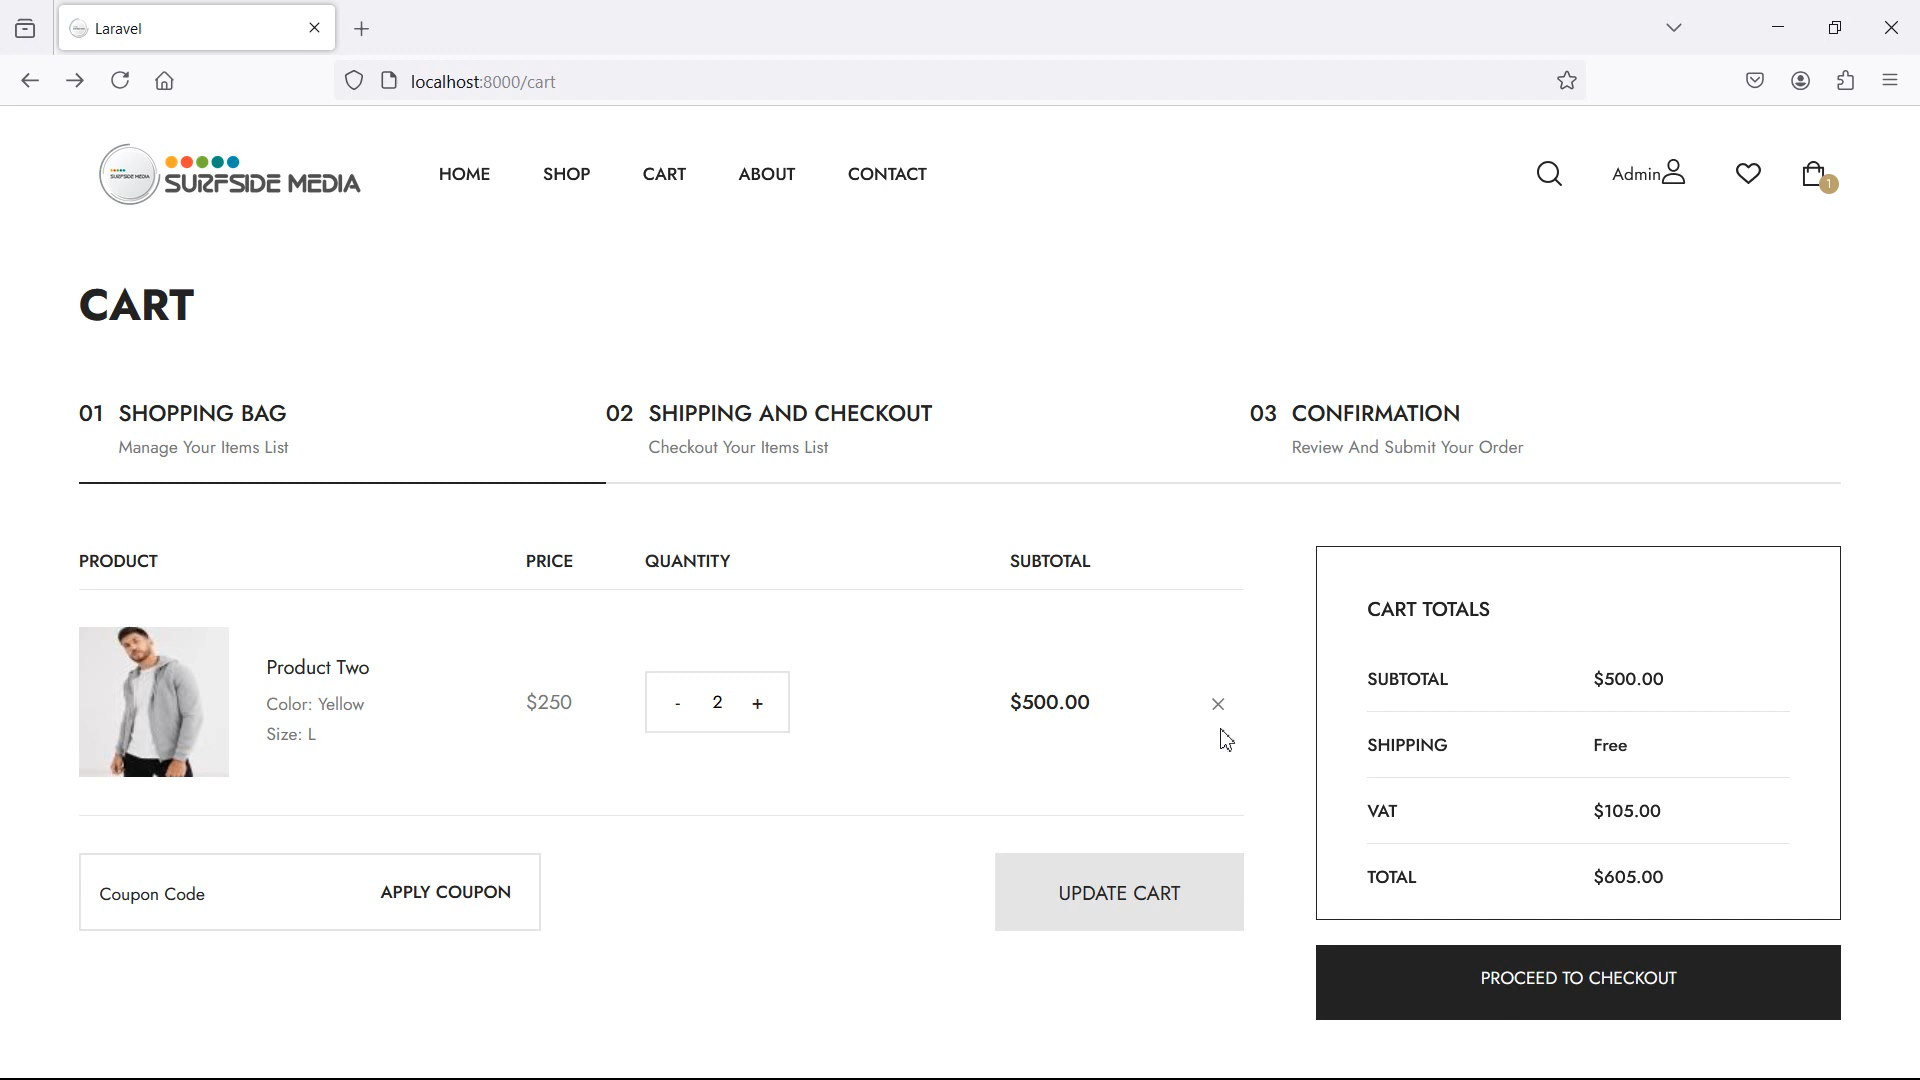 Laravel
localhost:8000/cart
SURFSIDE MEDIA
SURFSIDE MEDIA
HOME
SHOP
CART
ABOUT
CONTACT
Admin
1
CART
01 SHOPPING BAG
Manage Your Items List
02 SHIPPING AND CHECKOUT
Checkout Your Items List
03 CONFIRMATION
Review And Submit Your Order
PRODUCT PRICE QUANTITY SUBTOTAL
Product Two
Color: Yellow
Size: L
$250
- 2 +
$500.00
Coupon Code
APPLY COUPON
UPDATE CART
CART TOTALS
SUBTOTAL $500.00
SHIPPING Free
VAT $105.00
TOTAL $605.00
PROCEED TO CHECKOUT